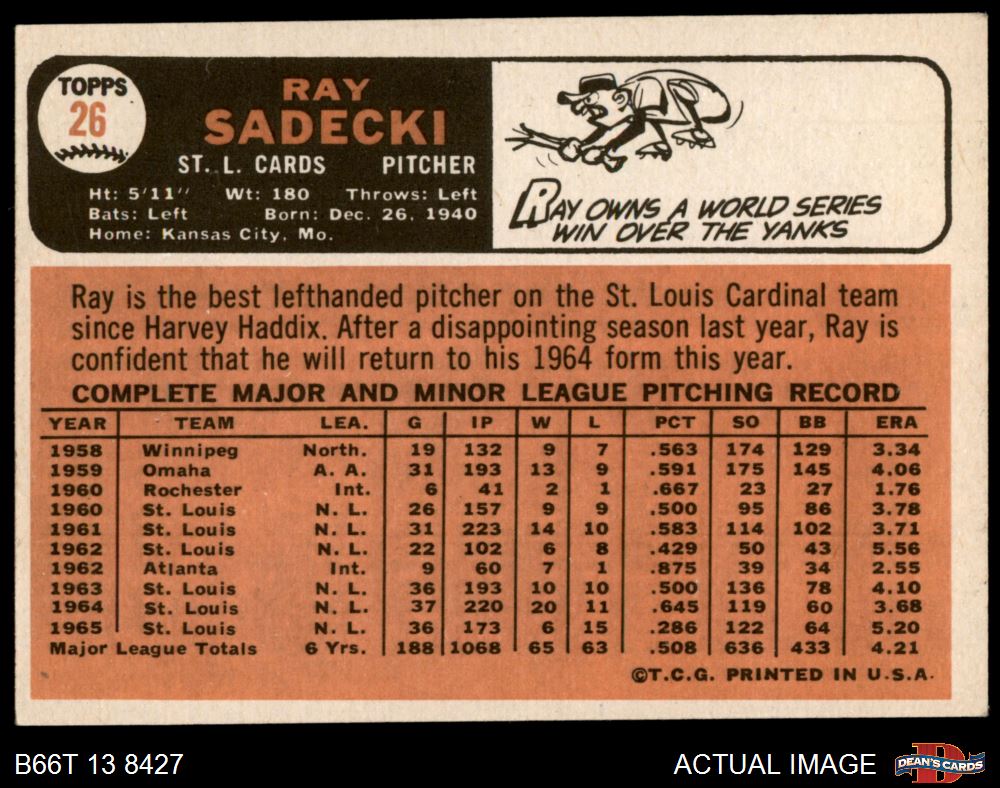 TOPPS
26
RAY
SADECKI
ST. L. CARDS PITCHER
Ht: 5'11" Wt: 180 Throws: Left
Bats: Left Born: Dec. 26, 1940
Home: Kansas City, Mo.
RAY OWNS A WORLD SERIES
WIN OVER THE YANKS
Ray is the best lefthanded pitcher on the St. Louis Cardinal team
since Harvey Haddix. After a disappointing season last year, Ray is
confident that he will return to his 1964 form this year.
COMPLETE MAJOR AND MINOR LEAGUE PITCHING RECORD
YEAR TEAM LEA. G IP W L PCT SO BB ERA
1958 Winnipeg North. 19 132 9 7 .563 174 129 3.34
1959 Omaha A. A. 31 193 13 9 .591 175 145 4.06
1960 Rochester Int. 6 41 2 1 .667 23 27 1.76
1960 St. Louis N. L. 26 157 9 9 .500 95 86 3.78
1961 St. Louis N. L. 31 223 14 10 .583 114 102 3.71
1962 St. Louis N. L. 22 102 6 8 .429 50 43 5.56
1962 Atlanta Int. 9 60 7 1 .875 39 34 2.55
1963 St. Louis N. L. 36 193 10 10 .500 136 78 4.10
1964 St. Louis N. L. 37 220 20 11 .645 119 60 3.68
1965 St. Louis N. L. 36 173 6 15 .286 122 64 5.20
Major League Totals 6 Yrs. 188 1068 65 63 .508 636 433 4.21
©T.C.G. PRINTED IN U.S.A.
B66T 13 8427
ACTUAL IMAGE
D
DEAN'S CARDS